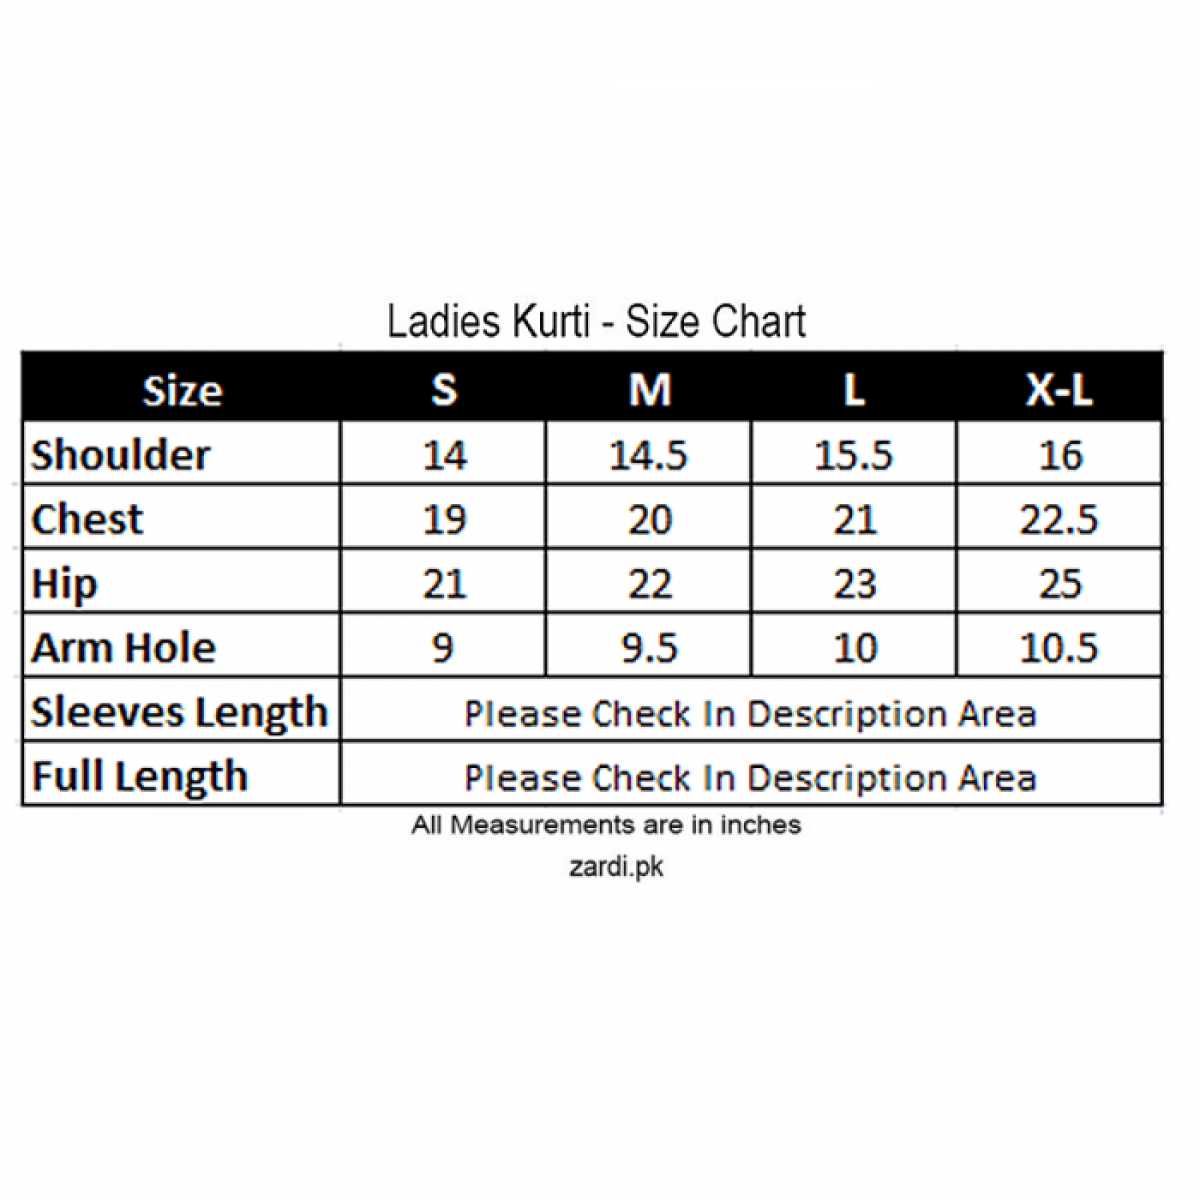 Ladies Kurti - Size Chart
Size S M L X-L
Shoulder 14 14.5 15.5 16
Chest 19 20 21 22.5
Hip 21 22 23 25
Arm Hole 9 9.5 10 10.5
Sleeves Length Please Check In Description Area
Full Length Please Check In Description Area
All Measurements are in inches
zardi.pk